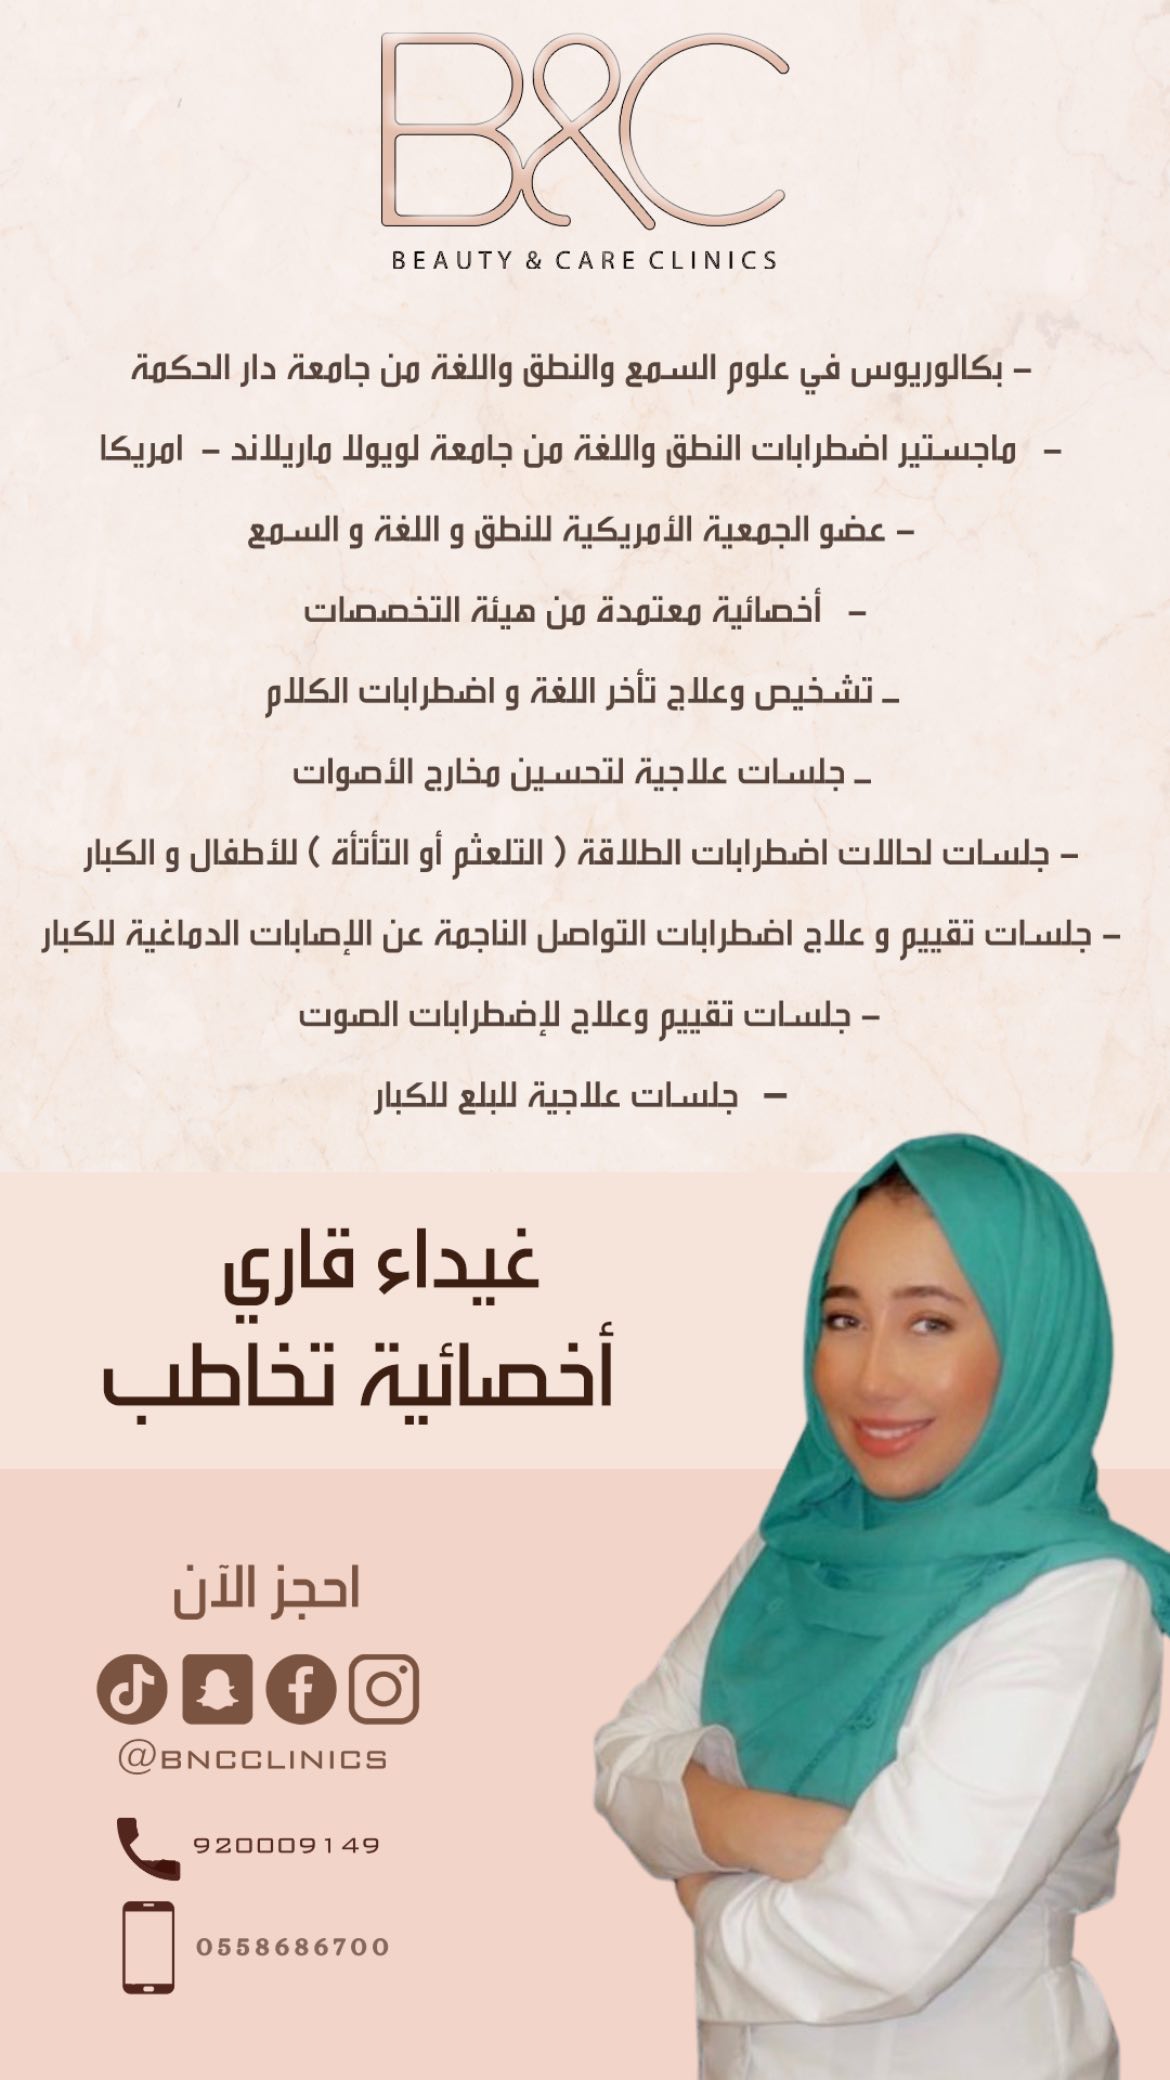 B&C
BEAUTY & CARE CLINICS
- بكالوريوس في علوم السمع والنطق واللغة من جامعة دار الحكمة
- ماجستير اضطرابات النطق واللغة من جامعة لويولا ماريلاند - امريكا
- عضو الجمعية الأمريكية للنطق و اللغة و السمع
- أخصائية معتمدة من هيئة التخصصات
_ تشخيص وعلاج تأخر اللغة و اضطرابات الكلام
_ جلسات علاجية لتحسين مخارج الأصوات
- جلسات لحالات اضطرابات الطلاقة ( التلعثم أو التأتأة ) للأطفال و الكبار
- جلسات تقييم و علاج اضطرابات التواصل الناجمة عن الإصابات الدماغية للكبار
- جلسات تقييم وعلاج لإضطرابات الصوت
– جلسات علاجية للبلع للكبار
غيداء قاري
أخصائية تخاطب
احجز الآن
@BNCCLINICS
920009149
0558686700